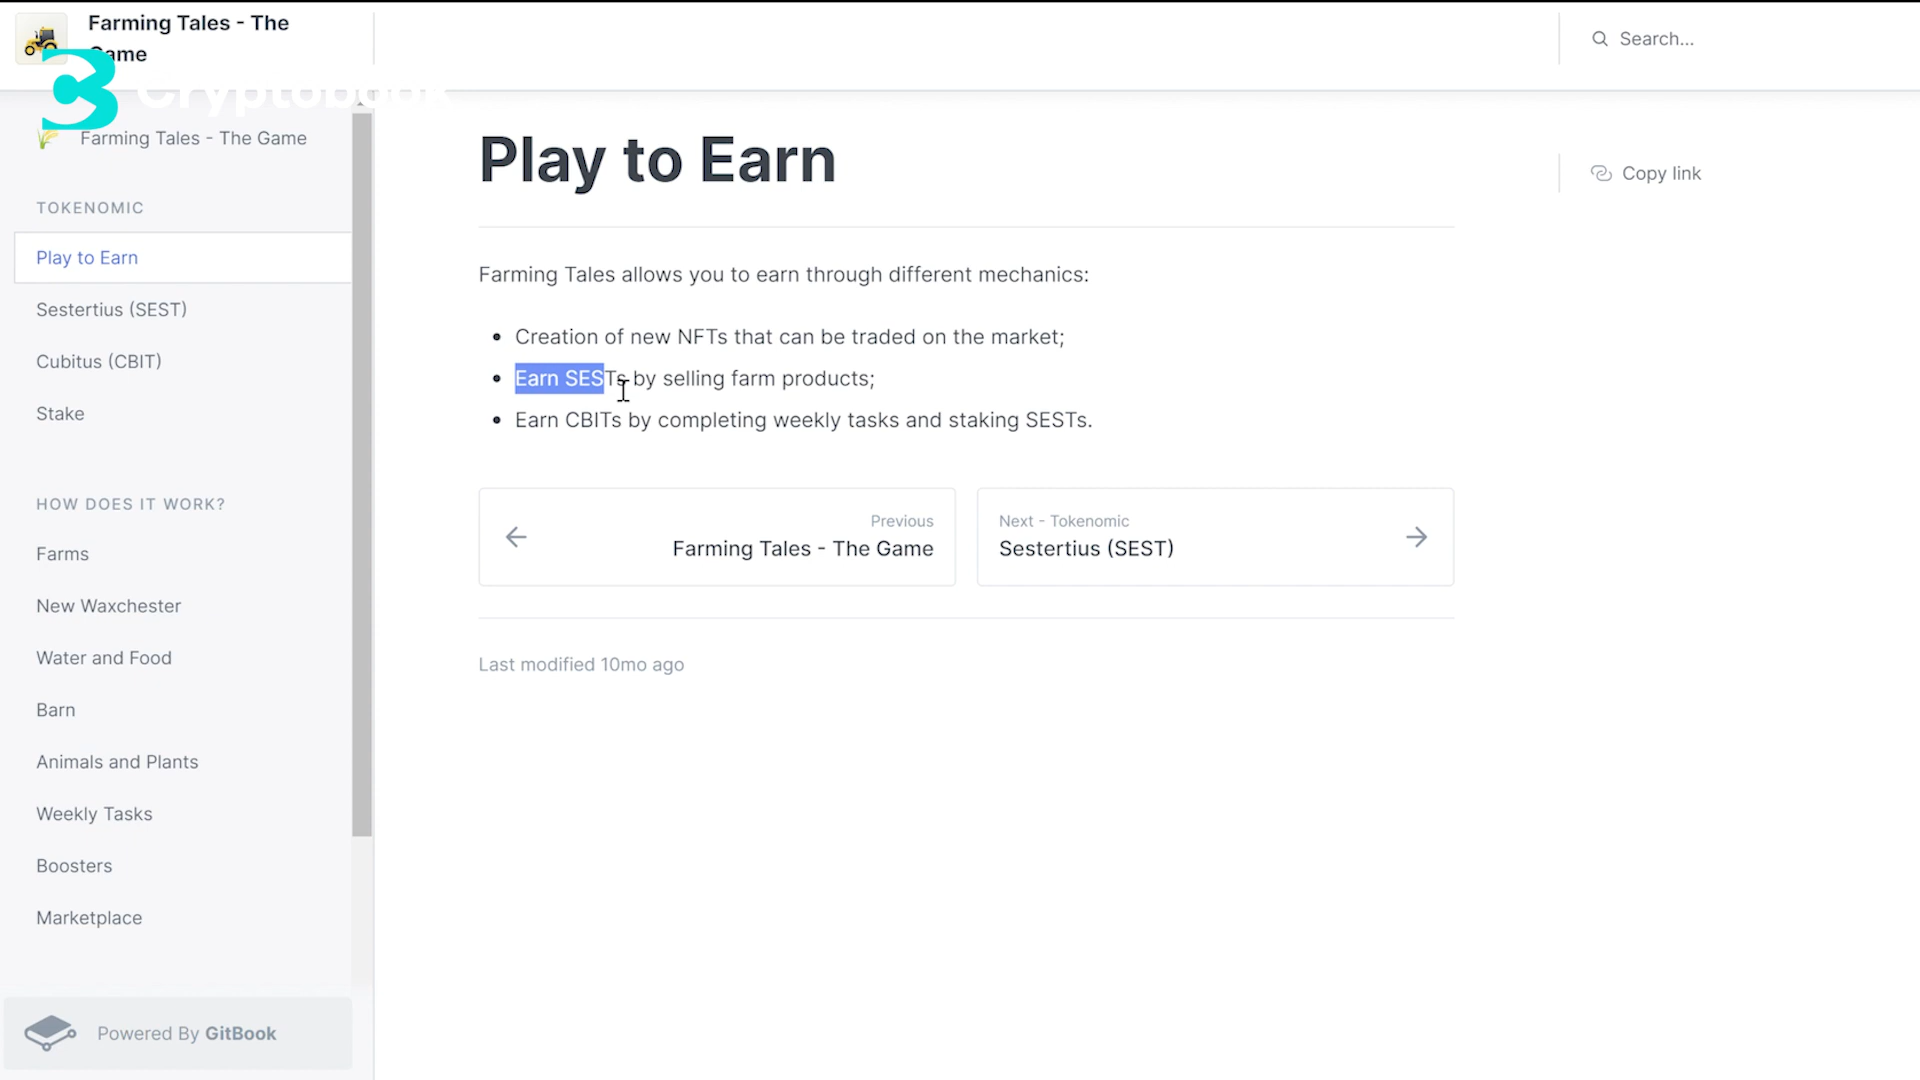 Farming Tales - The
Game
Search...
3 Cryptobook
Farming Tales - The Game
TOKENOMIC
Play to Earn
Sestertius (SEST)
Cubitus (CBIT)
Stake
HOW DOES IT WORK?
Farms
New Waxchester
Water and Food
Barn
Animals and Plants
Weekly Tasks
Boosters
Marketplace
Powered By GitBook
Play to Earn
Copy link
Farming Tales allows you to earn through different mechanics:
• Creation of new NFTs that can be traded on the market;
• Earn SESTs by selling farm products;
• Earn CBITs by completing weekly tasks and staking SESTs.
Previous
Farming Tales - The Game
Next - Tokenomic
Sestertius (SEST)
Last modified 10mo ago